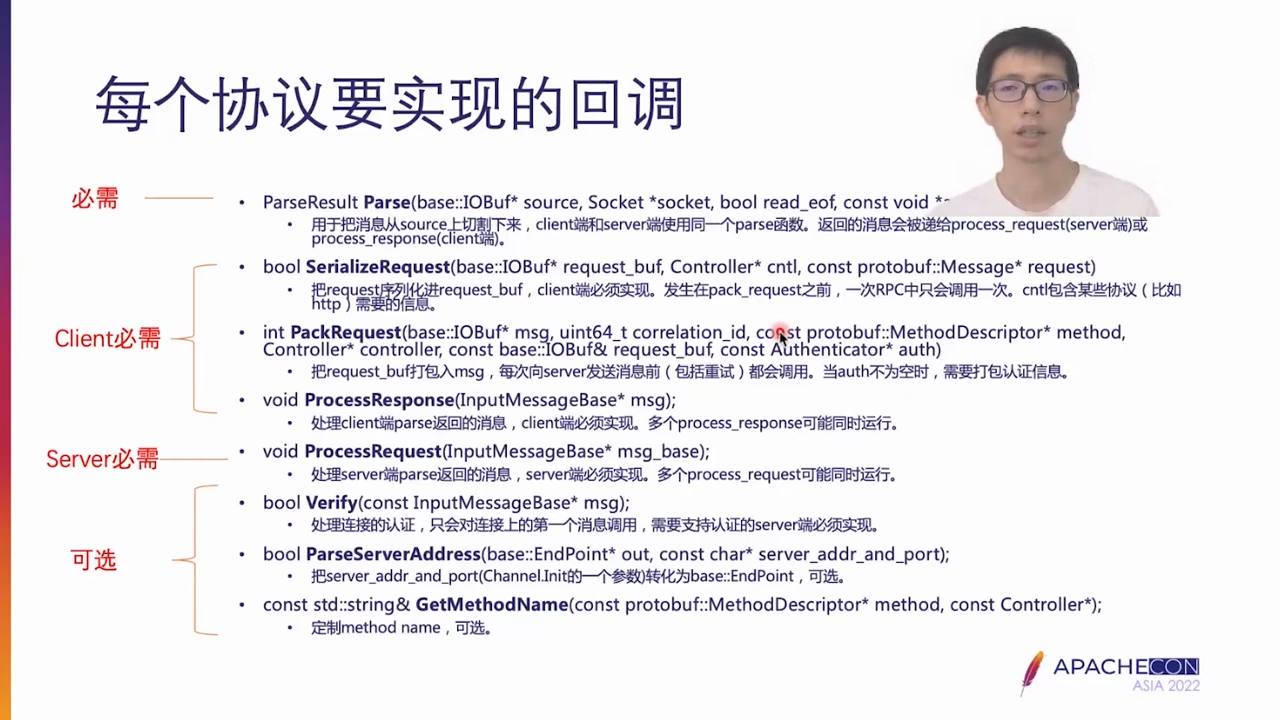 每个协议要实现的回调
必需
• ParseResult Parse(base::IOBuf* source, Socket *socket, bool read_eof, const void *
• 用于把消息从source上切割下来，client端和server端使用同一个parse函数。返回的消息会被递给process_request(server端)或
process_response(client端)。
• bool SerializeRequest(base::IOBuf* request_buf, Controller* cntl, const protobuf::Message* request)
• 把request序列化进request_buf，client端必须实现。发生在pack_request之前，一次RPC中只会调用一次。cntl包含某些协议（比如
http）需要的信息。
Client必需
• int PackRequest(base::IOBuf* msg, uint64_t correlation_id, const protobuf::MethodDescriptor* method,
Controller* controller, const base::IOBuf& request_buf, const Authenticator* auth)
• 把request_buf打包入msg，每次向server发送消息前（包括重试）都会调用。当auth不为空时，需要打包认证信息。
• void ProcessResponse(InputMessageBase* msg);
• 处理client端parse返回的消息，client端必须实现。多个process_response可能同时运行。
Server必需
• void ProcessRequest(InputMessageBase* msg_base);
• 处理server端parse返回的消息，server端必须实现。多个process_request可能同时运行。
• bool Verify(const InputMessageBase* msg);
• 处理连接的认证，只会对连接上的第一个消息调用，需要支持认证的server端必须实现。
可选
• bool ParseServerAddress(base::EndPoint* out, const char* server_addr_and_port);
• 把server_addr_and_port(Channel.Init的一个参数)转化为base::EndPoint，可选。
• const std::string& GetMethodName(const protobuf::MethodDescriptor* method, const Controller*);
• 定制method name，可选。
APACHECON
ASIA 2022